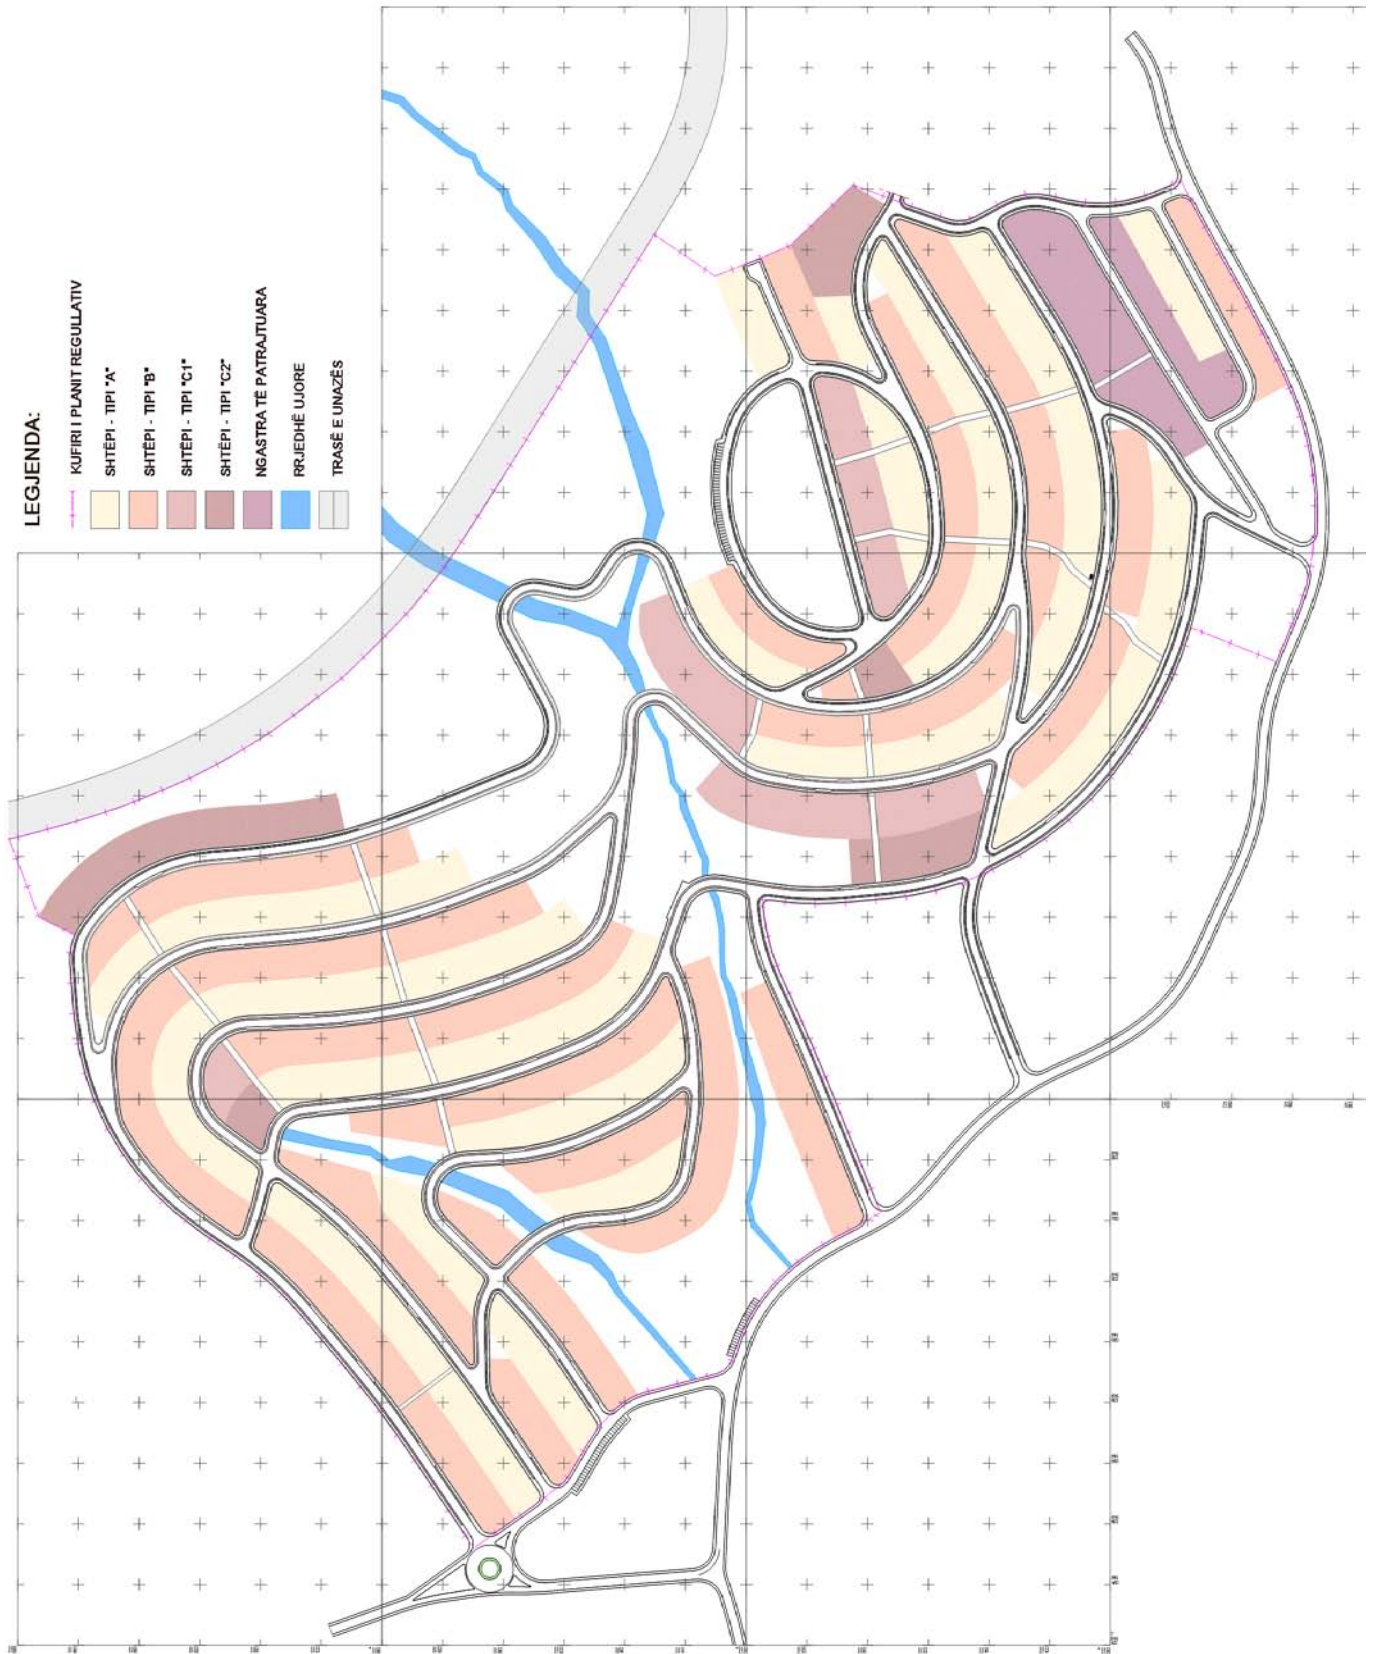 LEGJENDA:
KUFIRI I PLANIT REGULLATIV
SHTËPI - TIPI "A"
SHTËPI - TIPI "B"
SHTËPI - TIPI "C1"
SHTËPI - TIPI "C2"
NGASTRA TË PATRAJTUARA
RRJEDHË UJORE
TRASË E UNAZËS